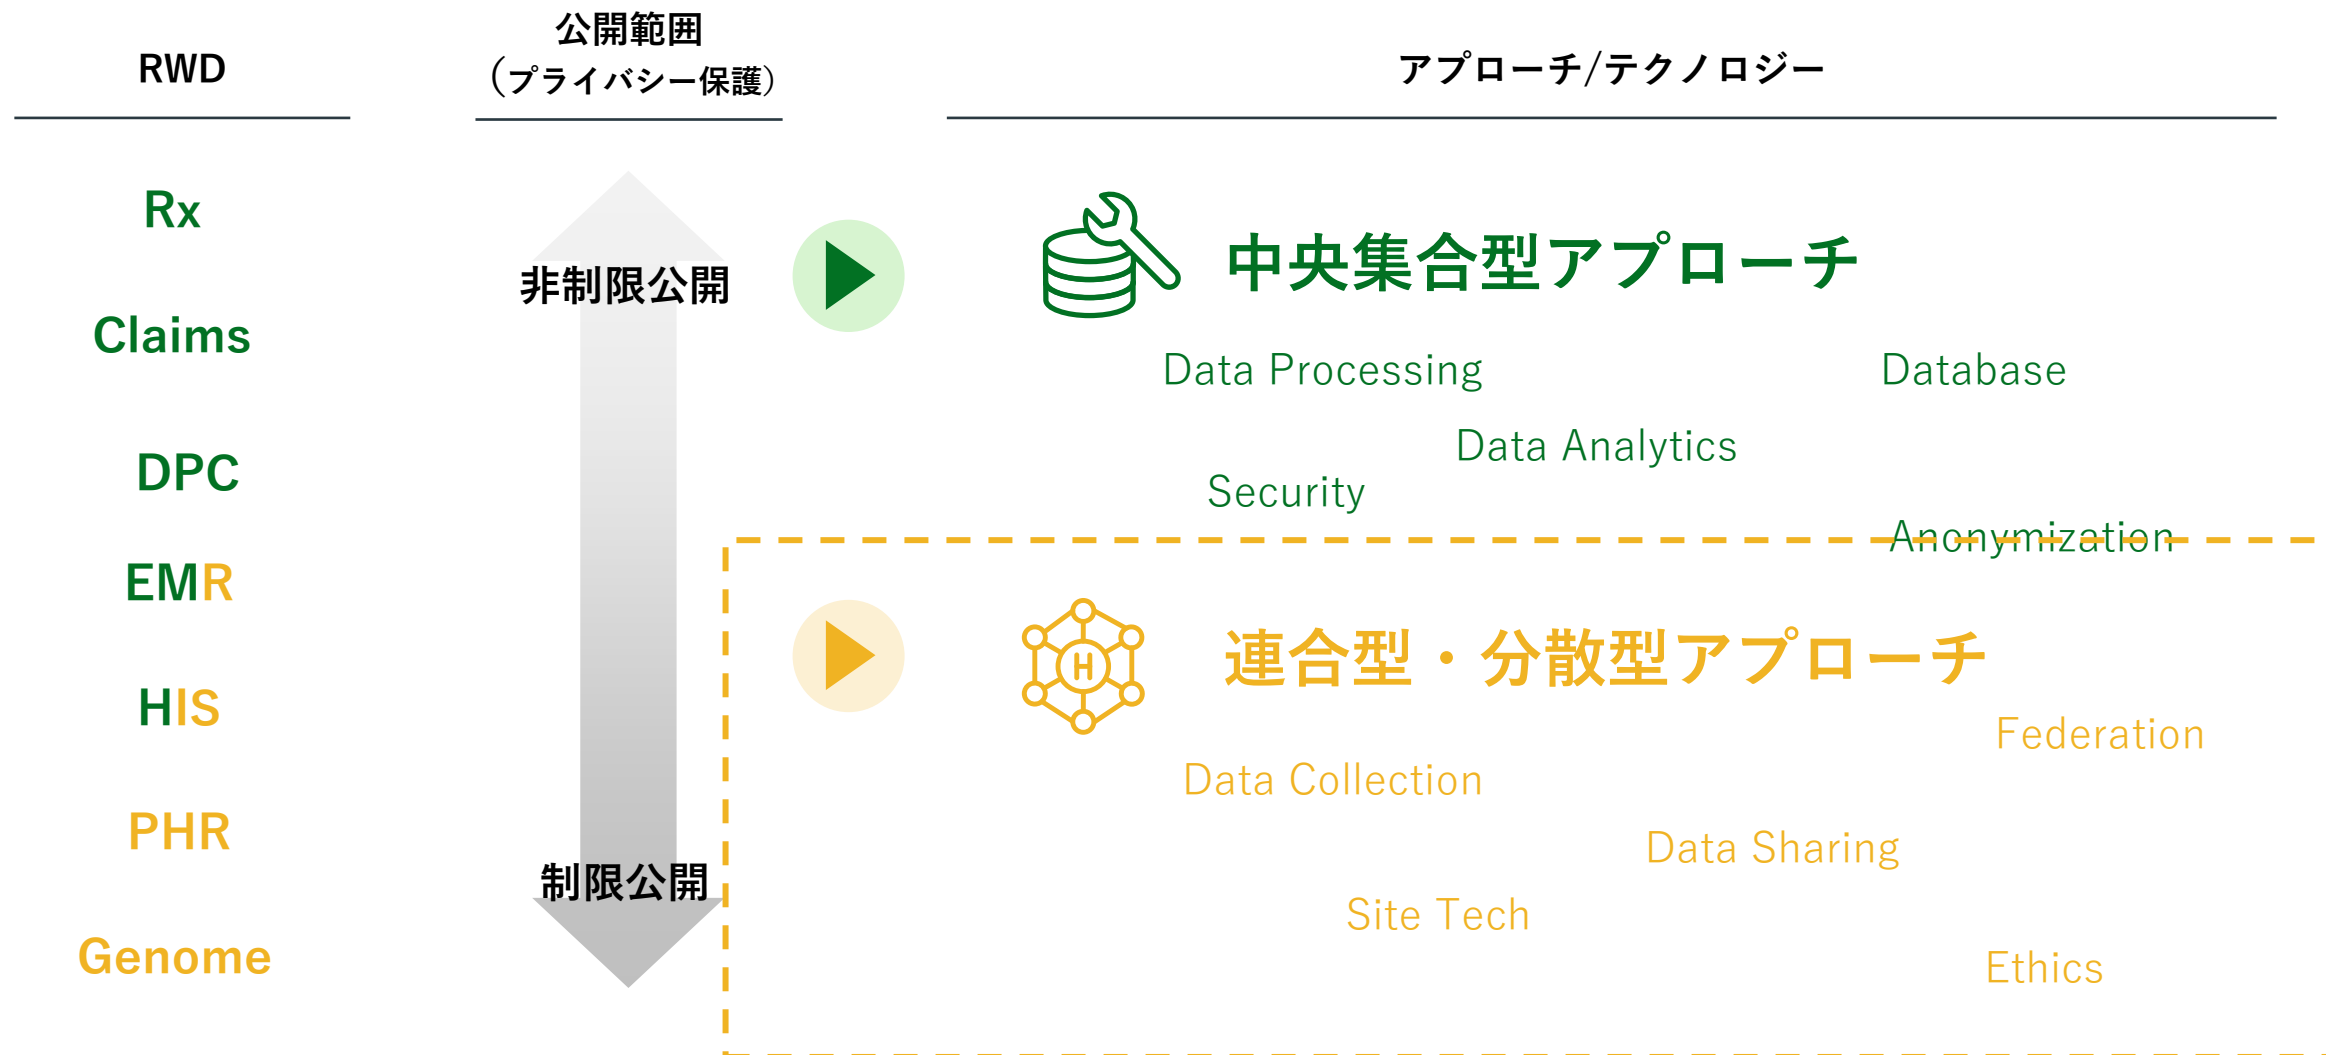 RWD
公開範囲
（プライバシー保護）
アプローチ/テクノロジー
Rx
Claims
DPC
EMR
HIS
PHR
Genome
非制限公開
制限公開
中央集合型アプローチ
Data Processing
Database
Data Analytics
Security
Anonymization
H
連合型・分散型アプローチ
Federation
Data Collection
Data Sharing
Site Tech
Ethics